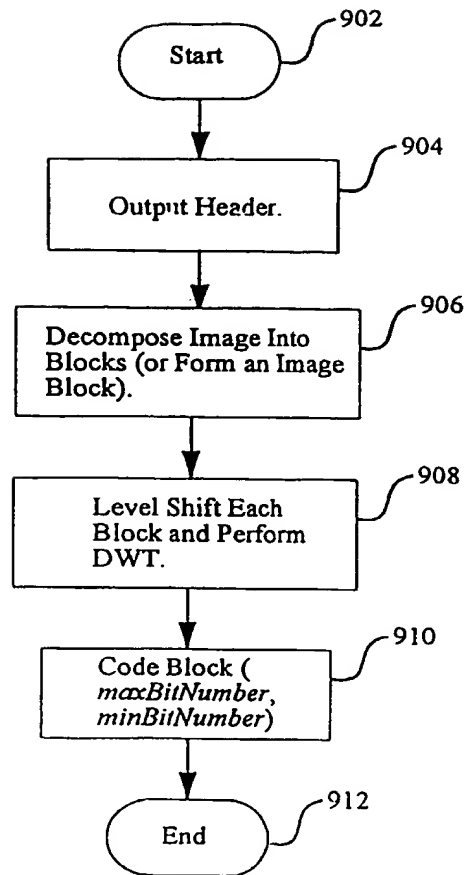 902
Start
904
Output Header.
906
Decompose Image Into
Blocks (or Form an Image
Block).
908
Level Shift Each
Block and Perform
DWT.
910
Code Block (
maxBitNumber,
minBitNumber)
912
End